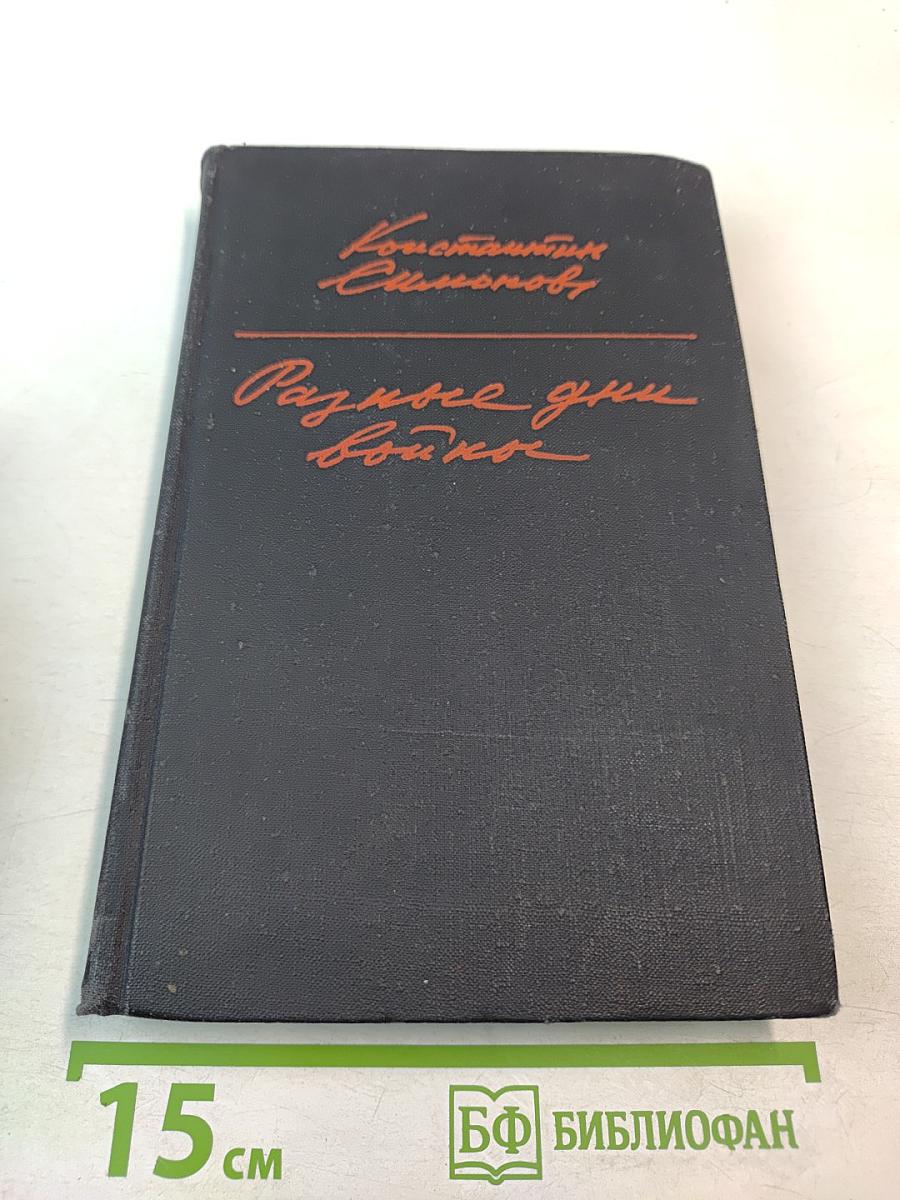 Константин
Симонов
Разные дни
войны
15 см
БФ БИБЛИОФАН